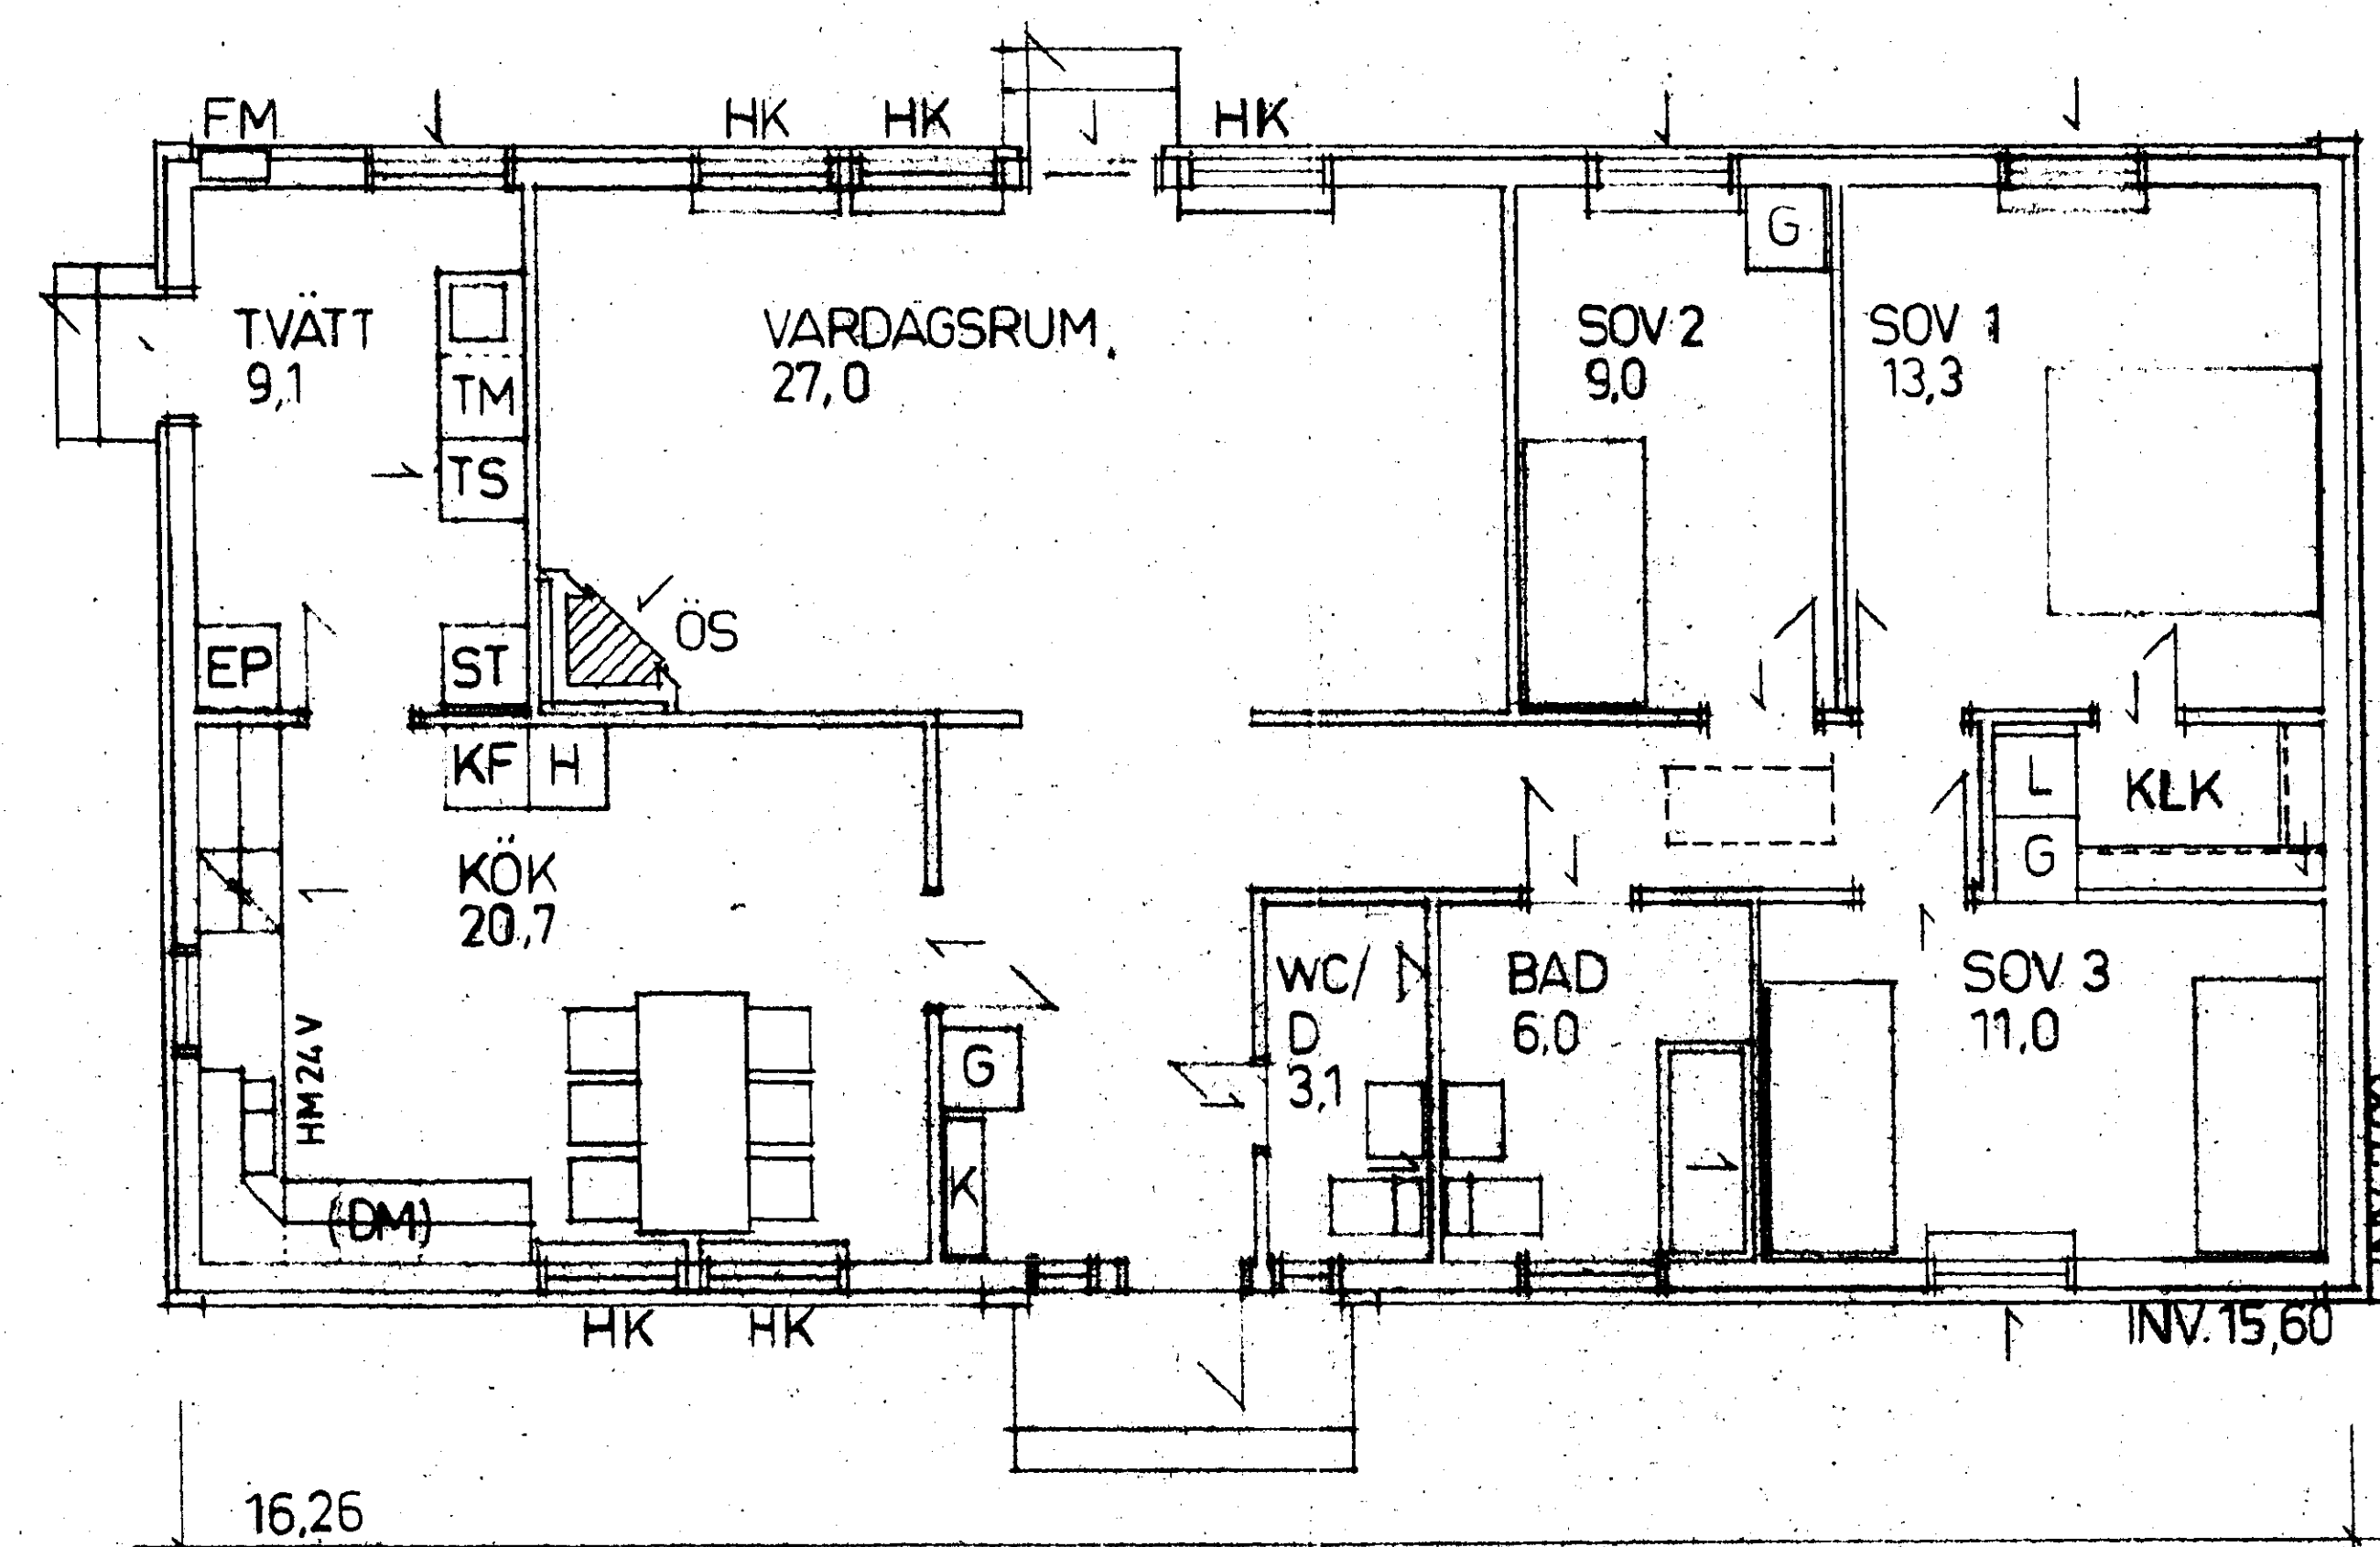 FM
HK
HK
HK
G
TVÄTT
9,1
VARDAGSRUM
27,0
SOV 2
9,0
SOV 1
13,3
TM
TS
ÖS
EP
ST
KF
H
L
KLK
G
KÖK
20,7
WC/
D
3,1
BAD
6,0
SOV 3
11,0
HM24V
G
K
(DM)
HK
HK
INV. 15,60
16,26